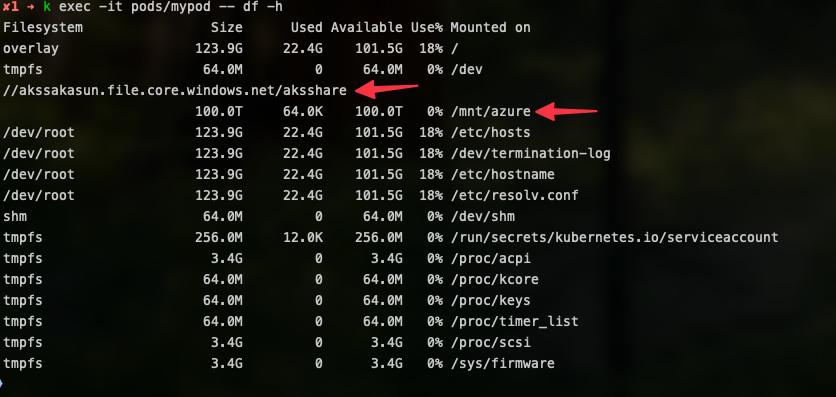 ✘1 → k exec -it pods/mypod -- df -h
Filesystem Size Used Available Use% Mounted on
overlay 123.9G 22.4G 101.5G 18% /
tmpfs 64.0M 0 64.0M 0% /dev
//akssakasun.file.core.windows.net/aksshare
100.0T 64.0K 100.0T 0% /mnt/azure
/dev/root 123.9G 22.4G 101.5G 18% /etc/hosts
/dev/root 123.9G 22.4G 101.5G 18% /dev/termination-log
/dev/root 123.9G 22.4G 101.5G 18% /etc/hostname
/dev/root 123.9G 22.4G 101.5G 18% /etc/resolv.conf
shm 64.0M 0 64.0M 0% /dev/shm
tmpfs 256.0M 12.0K 256.0M 0% /run/secrets/kubernetes.io/serviceaccount
tmpfs 3.4G 0 3.4G 0% /proc/acpi
tmpfs 64.0M 0 64.0M 0% /proc/kcore
tmpfs 64.0M 0 64.0M 0% /proc/keys
tmpfs 64.0M 0 64.0M 0% /proc/timer_list
tmpfs 3.4G 0 3.4G 0% /proc/scsi
tmpfs 3.4G 0 3.4G 0% /sys/firmware